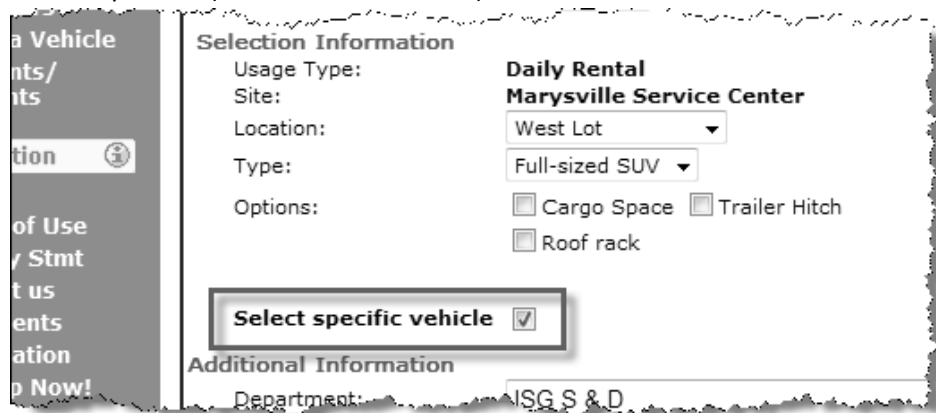 a Vehicle
nts/
nts
tion
of Use
y Stmt
t us
ents
ation
p Now!
Selection Information
Usage Type: Daily Rental
Site: Marysville Service Center
Location: West Lot
Type: Full-sized SUV
Options: Cargo Space Trailer Hitch
Roof rack
Select specific vehicle
Additional Information
Department: ISG S & D